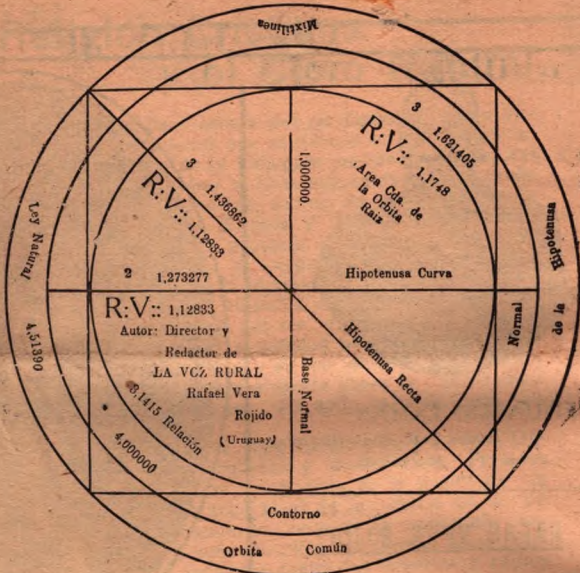 Mixtilinea
3 1,621405
R:V:: 1,1748
Area Cda. de
la Orbita
Raiz
1,000000.
3 1,436862
R:V:: 1,12833
Ley Natural 4,51390
Hipotenusa
de la
Normal
2 1,273277
Hipotenusa Curva
R:V:: 1,12833
Autor: Director y
Redactor de
LA VOZ RURAL
Rafael Vera
Rojido
(Uruguay)
Base Normal
Hipotenusa Recta
3,1415 Relación
4,000000
Contorno
Orbita Común